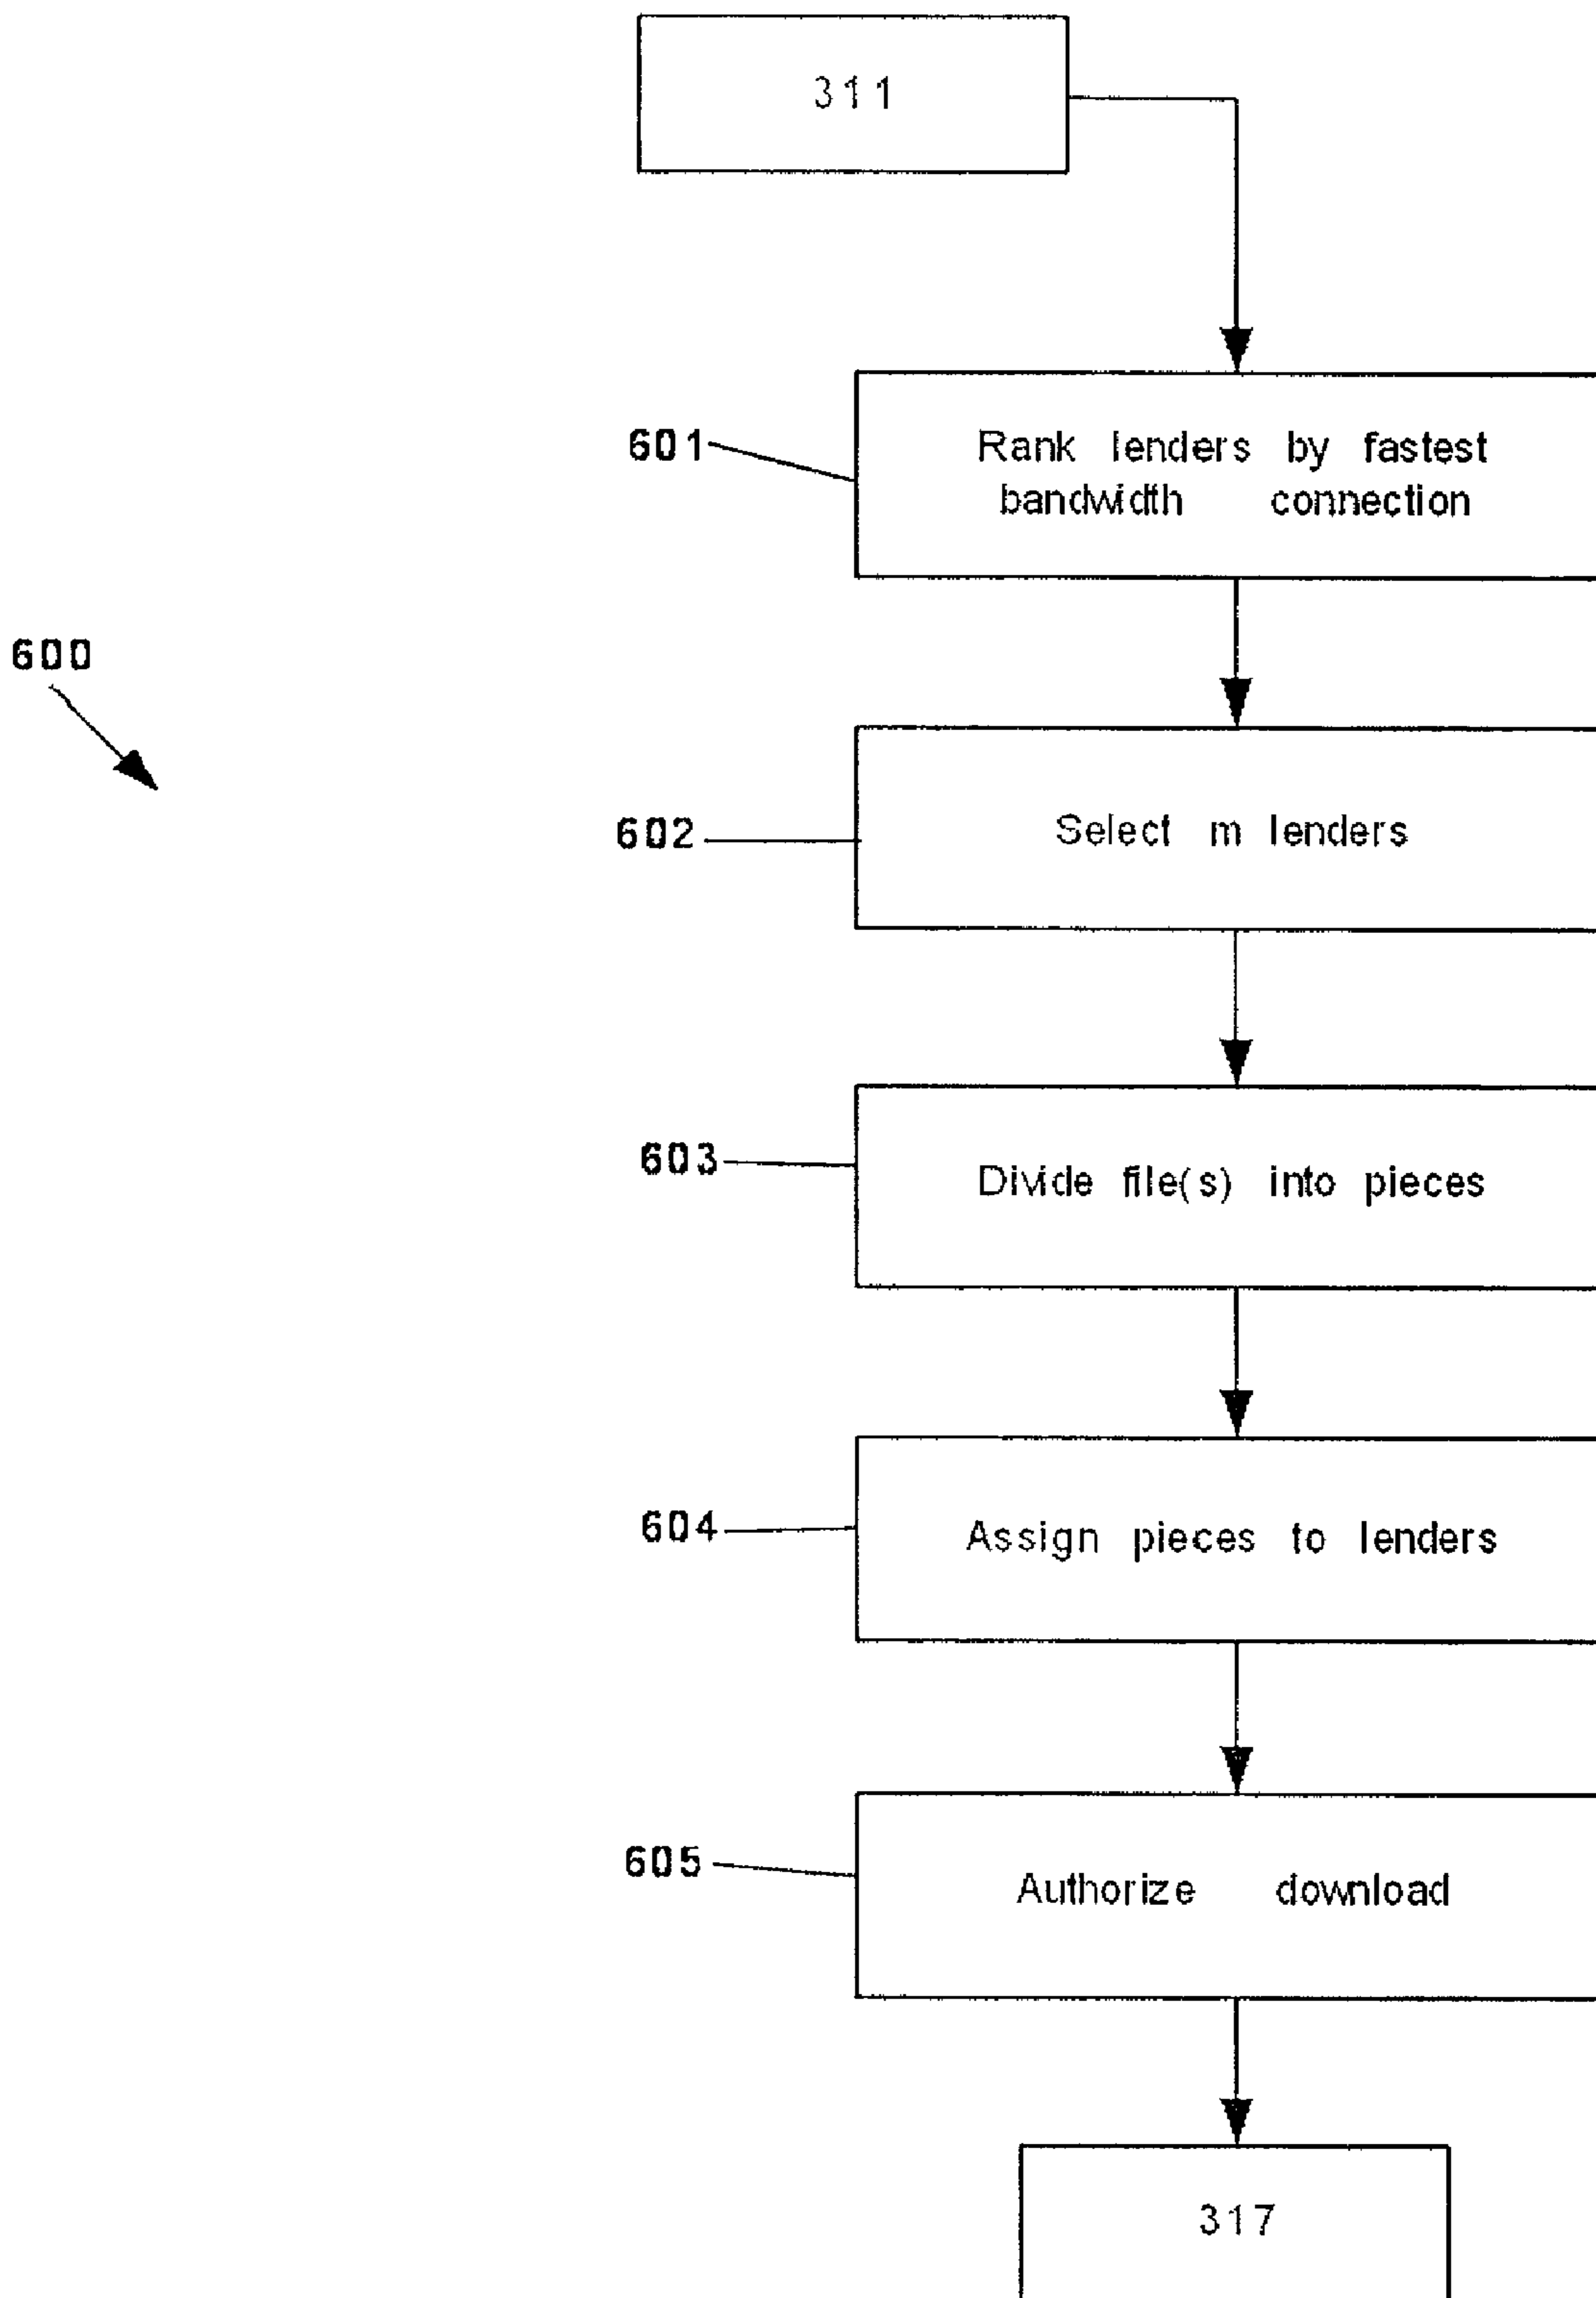 311
601
Rank lenders by fastest
bandwidth connection
600
602
Select m lenders
603
Divide file(s) into pieces
604
Assign pieces to lenders
605
Authorize download
317